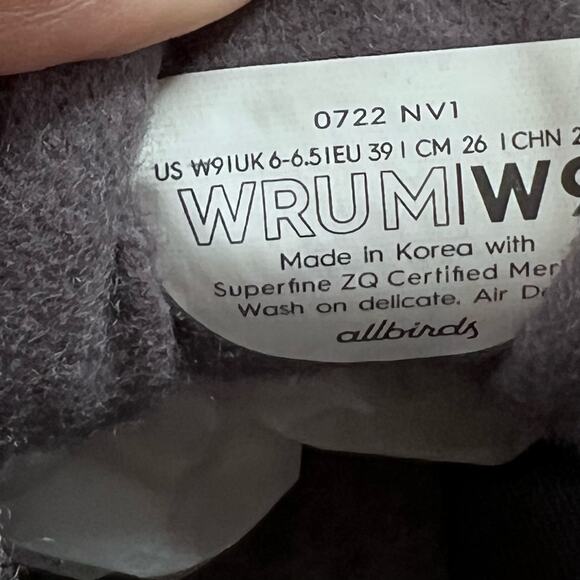 0722 NV1
US W9 | UK 6-6.5 | EU 39 | CM 26 | CHN
WRUM | W9
Made in Korea with
Superfine ZQ Certified
Wash on delicate. Air
allbirds